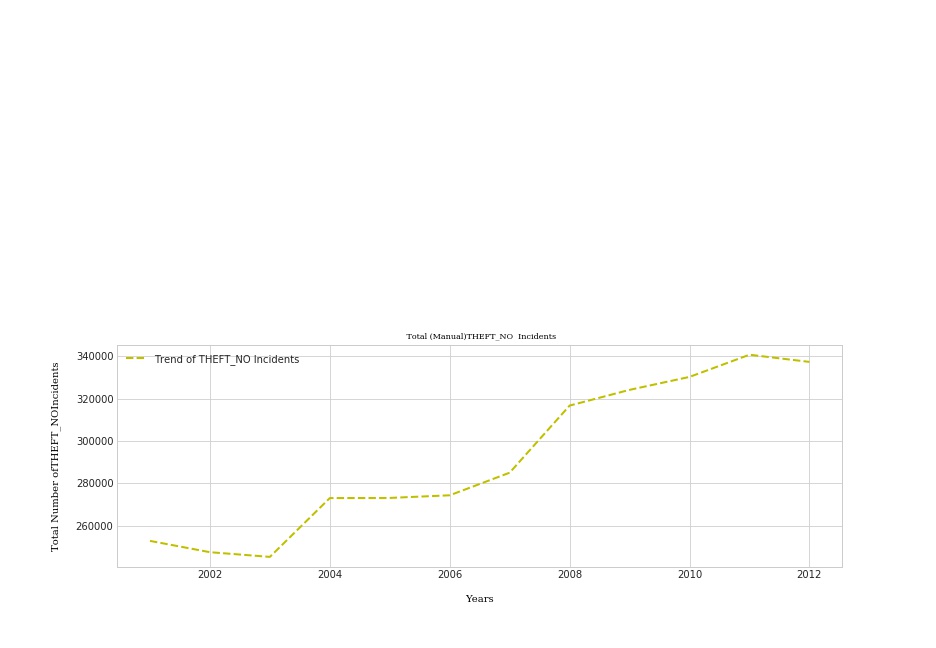 Total (Manual)THEFT_NO  Incidents
Trend of THEFT_NO Incidents
Total Number ofTHEFT_NOIncidents
340000
320000
300000
280000
260000
2002 2004 2006 2008 2010 2012
Years